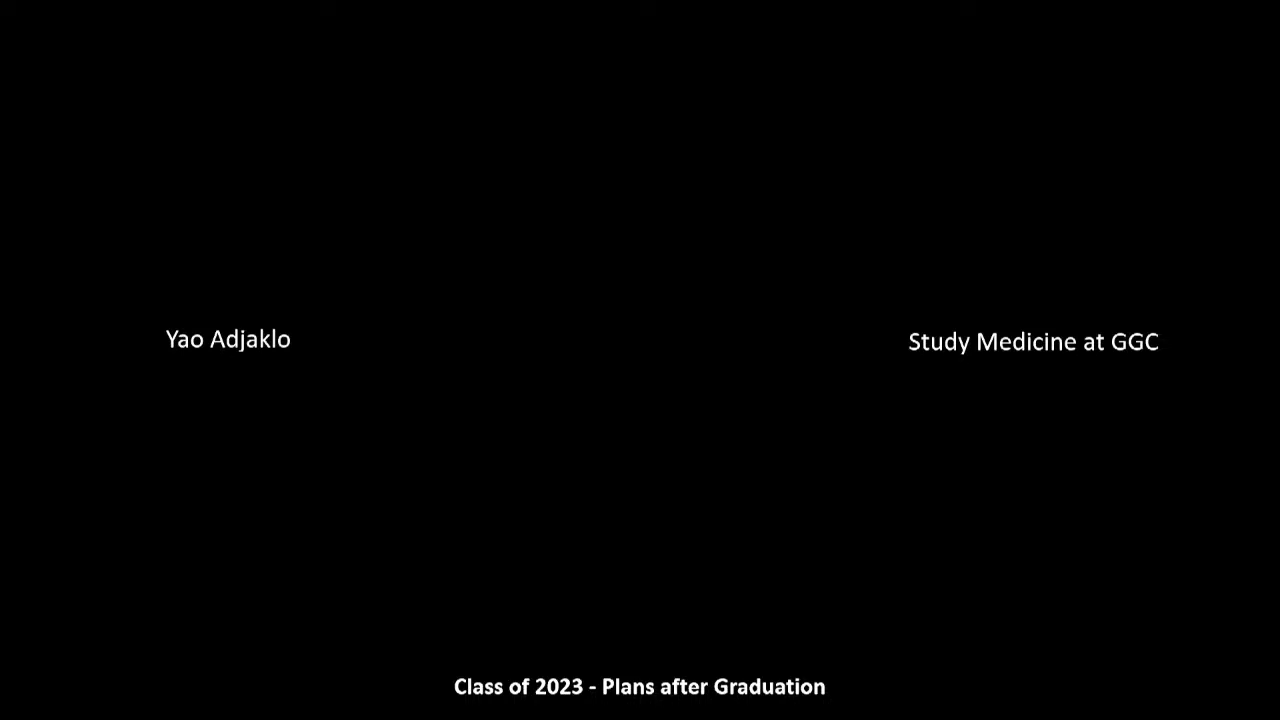 Yao Adjaklo
Study Medicine at GGC
Class of 2023 - Plans after Graduation